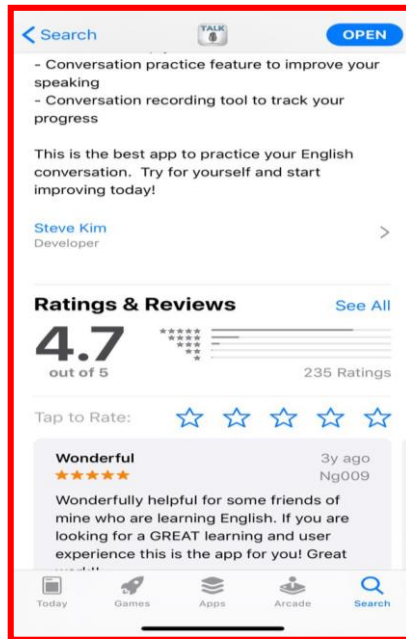 Search
TALK
OPEN
- Conversation practice feature to improve your
speaking
- Conversation recording tool to track your
progress
This is the best app to practice your English
conversation. Try for yourself and start
improving today!
Steve Kim
Developer
Ratings & Reviews
See All
4.7
out of 5
235 Ratings
Tap to Rate:
Wonderful
3y ago
Ng009
Wonderfully helpful for some friends of
mine who are learning English. If you are
looking for a GREAT learning and user
experience this is the app for you! Great
Today
Games
Apps
Arcade
Search